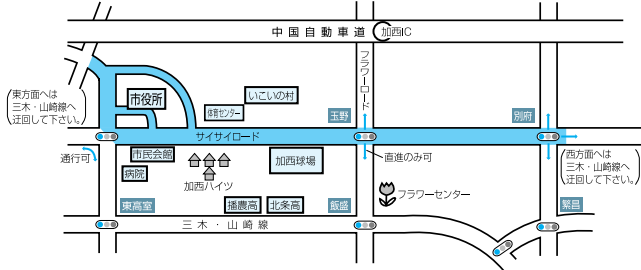 中国自動車道
加西IC
フラワーロード
東方面へは
三木・山崎線へ
迂回して下さい。
市役所
いこいの村
体育センター
玉野
別府
サイサイロード
通行可
市民会館
病院
加西ハイツ
加西球場
直進のみ可
西方面へは
三木・山崎線へ
迂回して下さい。
フラワーセンター
東高室
播農高
北条高
飯盛
繁昌
三木・山崎線